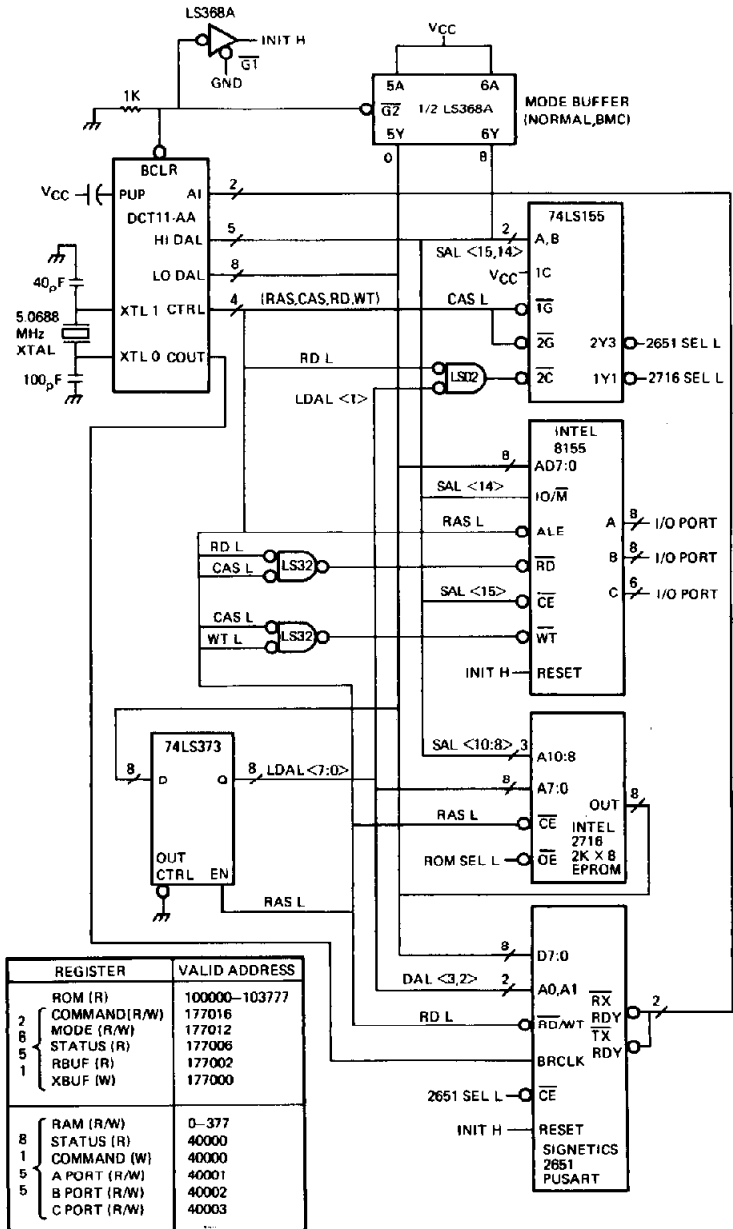 LS368A
INIT H
G1
GND
VCC
1K
5A 6A
G2 1/2 LS368A
5Y 6Y
MODE BUFFER
(NORMAL,BMC)
0 8
BCLR
VCC
PUP AI
2
DCT11-AA
HI DAL
5
LO DAL
8
40pF
XTL 1 CTRL
4
(RAS,CAS,RD,WT)
5.0688
MHz
XTAL
XTL 0 COUT
100pF
74LS155
2
A,B
SAL <15,14>
VCC
1C
CAS L
1G
2G
2Y3
2651 SEL L
RD L
LS02
2C
1Y1
2716 SEL L
LDAL <1>
INTEL
8155
8
AD7:0
SAL <14>
IO/M
RAS L
ALE
A
8
I/O PORT
RD L
CAS L
LS32
RD
B
8
I/O PORT
SAL <15>
CE
C
6
I/O PORT
CAS L
WT L
LS32
WT
INIT H
RESET
74LS373
8
D Q
8
LDAL<7:0>
OUT
CTRL EN
RAS L
SAL <10:8>
3
A10:8
8
A7:0
OUT
8
RAS L
CE
INTEL
2716
2K X 8
EPROM
ROM SEL L
OE
8
D7:0
DAL <3,2>
2
A0,A1
RX
RDY
2
TX
RDY
RD L
RD/WT
BRCLK
2651 SEL L
CE
INIT H
RESET
SIGNETICS
2651
PUSART
REGISTER VALID ADDRESS
ROM (R) 100000–103777
2 6 5 1
COMMAND(R/W) 177016
MODE (R/W) 177012
STATUS (R) 177006
RBUF (R) 177002
XBUF (W) 177000
8 1 5 5
RAM (R/W) 0–377
STATUS (R) 40000
COMMAND (W) 40000
A PORT (R/W) 40001
B PORT (R/W) 40002
C PORT (R/W) 40003